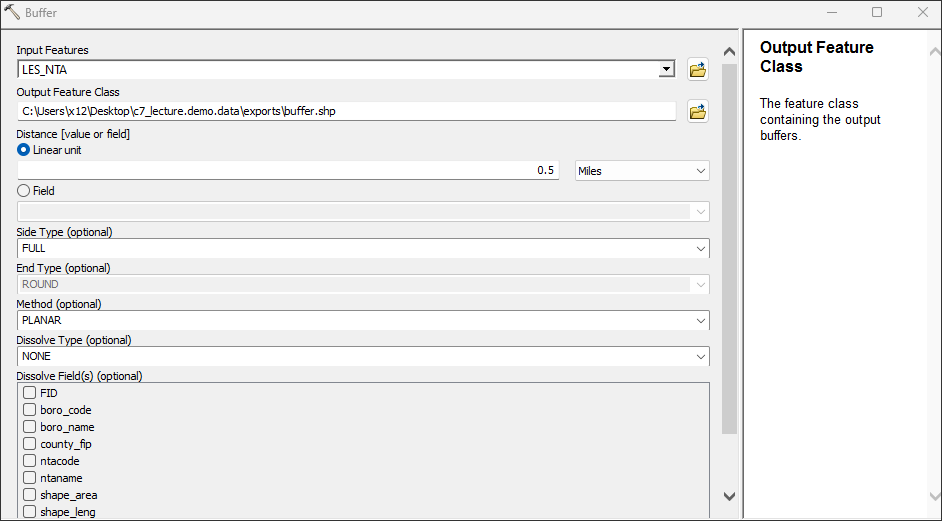 Buffer
Input Features
LES_NTA
Output Feature Class
C:\Users\x12\Desktop\c7_lecture.demo.data\exports\buffer.shp
Distance [value or field]
Linear unit
0.5 Miles
Field
Side Type (optional)
FULL
End Type (optional)
ROUND
Method (optional)
PLANAR
Dissolve Type (optional)
NONE
Dissolve Field(s) (optional)
FID
boro_code
boro_name
county_fip
ntacode
ntaname
shape_area
shape_leng
Output Feature
Class
The feature class
containing the output
buffers.